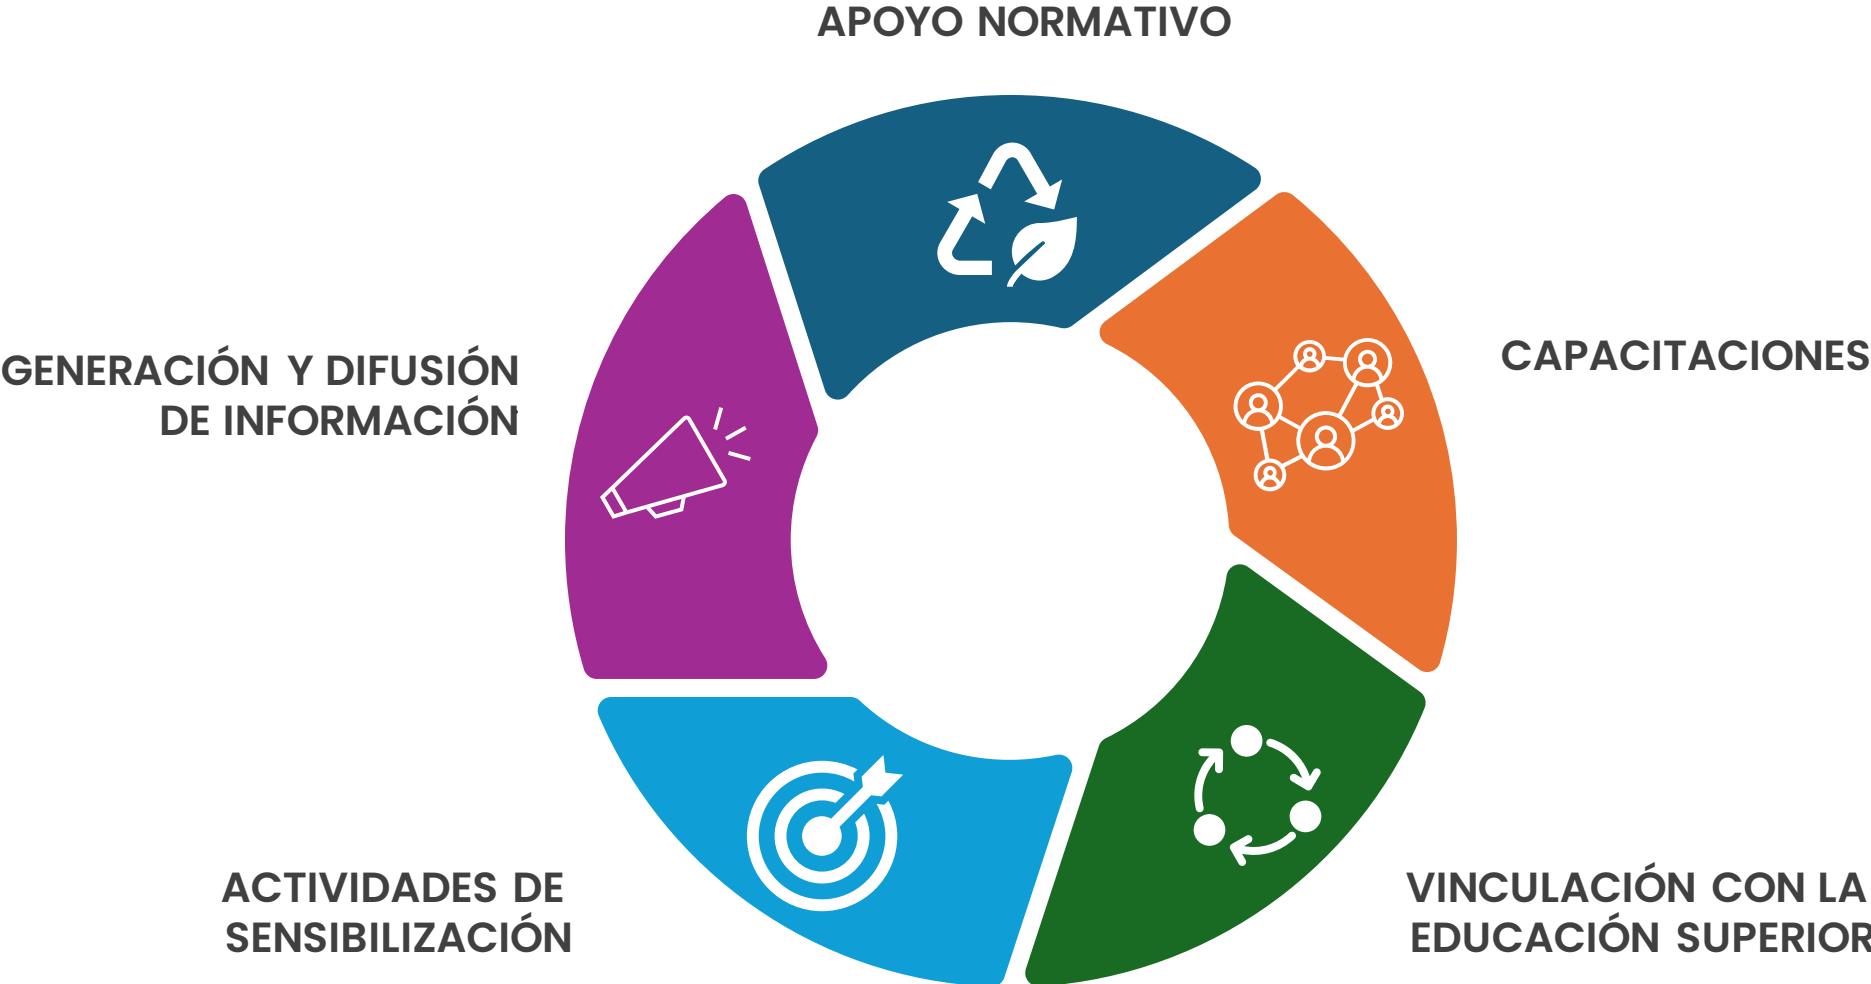 APOYO NORMATIVO
CAPACITACIONES
GENERACIÓN Y DIFUSIÓN
DE INFORMACIÓN
ACTIVIDADES DE
SENSIBILIZACIÓN
VINCULACIÓN CON LA
EDUCACIÓN SUPERIOR